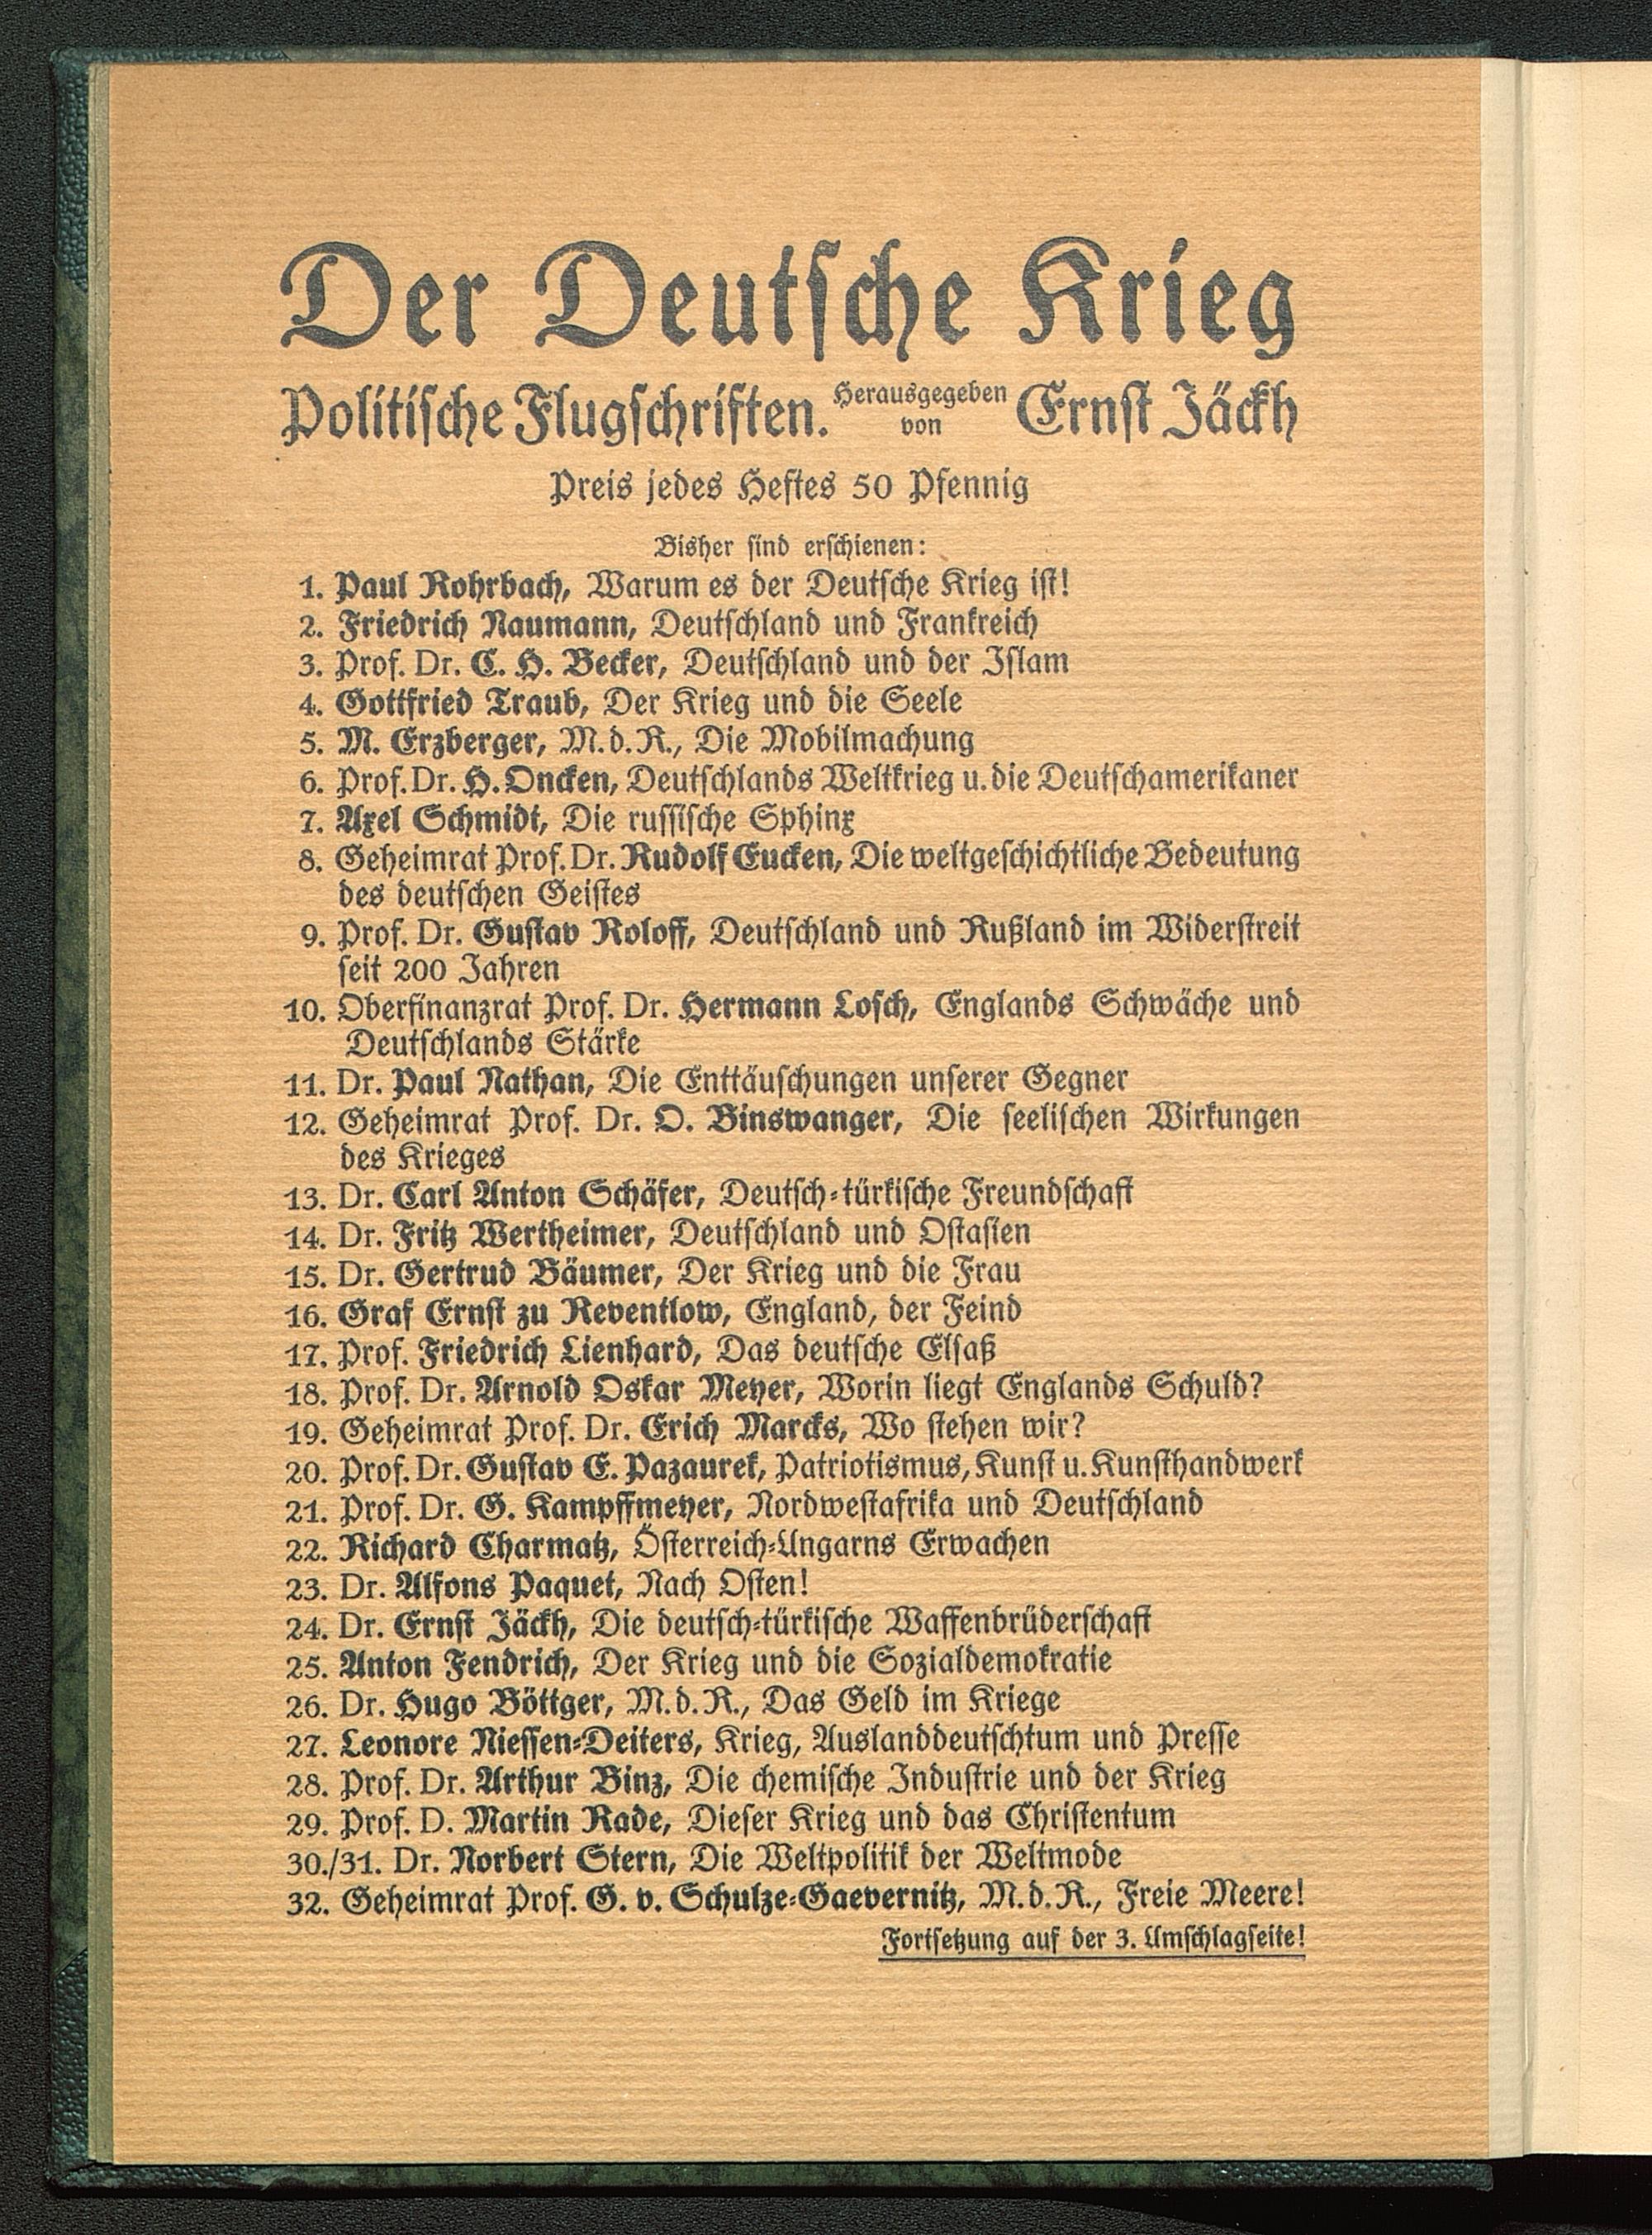 Der Deutsche Krieg
Politische Flugschriften. Herausgegeben von Ernst Jäckh
Preis jedes Heftes 50 Pfennig
Bisher sind erschienen:
1. Paul Rohrbach, Warum es der Deutsche Krieg ist!
2. Friedrich Naumann, Deutschland und Frankreich
3. Prof. Dr. C. H. Becker, Deutschland und der Islam
4. Gottfried Traub, Der Krieg und die Seele
5. M. Erzberger, M. d. R., Die Mobilmachung
6. Prof. Dr. H. Oncken, Deutschlands Weltkrieg u. die Deutschamerikaner
7. Axel Schmidt, Die russische Sphinx
8. Geheimrat Prof. Dr. Rudolf Eucken, Die weltgeschichtliche Bedeutung
des deutschen Geistes
9. Prof. Dr. Gustav Roloff, Deutschland und Rußland im Widerstreit
seit 200 Jahren
10. Oberfinanzrat Prof. Dr. Hermann Losch, Englands Schwäche und
Deutschlands Stärke
11. Dr. Paul Nathan, Die Enttäuschungen unserer Gegner
12. Geheimrat Prof. Dr. O. Binswanger, Die seelischen Wirkungen
des Krieges
13. Dr. Carl Anton Schäfer, Deutsch-türkische Freundschaft
14. Dr. Fritz Wertheimer, Deutschland und Ostasien
15. Dr. Gertrud Bäumer, Der Krieg und die Frau
16. Graf Ernst zu Reventlow, England, der Feind
17. Prof. Friedrich Lienhard, Das deutsche Elsaß
18. Prof. Dr. Arnold Oskar Meyer, Worin liegt Englands Schuld?
19. Geheimrat Prof. Dr. Erich Marcks, Wo stehen wir?
20. Prof. Dr. Gustav E. Pazaurek, Patriotismus, Kunst u. Kunsthandwerk
21. Prof. Dr. G. Kampffmeyer, Nordwestafrika und Deutschland
22. Richard Charmatz, Österreich-Ungarns Erwachen
23. Dr. Alfons Paquet, Nach Osten!
24. Dr. Ernst Jäckh, Die deutsch-türkische Waffenbrüderschaft
25. Anton Fendrich, Der Krieg und die Sozialdemokratie
26. Dr. Hugo Böttger, M. d. R., Das Geld im Kriege
27. Leonore Niessen-Deiters, Krieg, Auslanddeutschtum und Presse
28. Prof. Dr. Arthur Binz, Die chemische Industrie und der Krieg
29. Prof. D. Martin Rade, Dieser Krieg und das Christentum
30./31. Dr. Norbert Stern, Die Weltpolitik der Weltmode
32. Geheimrat Prof. G. v. Schulze-Gaevernitz, M. d. R., Freie Meere!
Fortsetzung auf der 3. Umschlagseite!